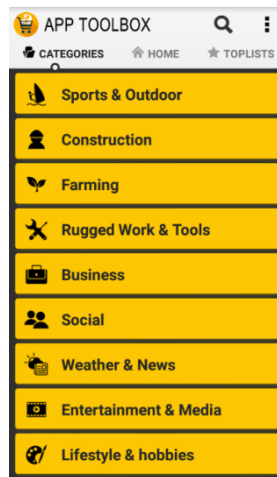 APP TOOLBOX
CATEGORIES HOME TOPLISTS
Sports & Outdoor
Construction
Farming
Rugged Work & Tools
Business
Social
Weather & News
Entertainment & Media
Lifestyle & hobbies